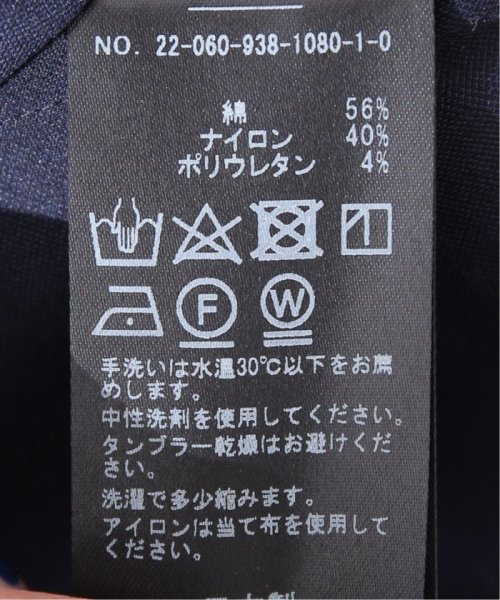 NO. 22-060-938-1080-1-0
綿 56%
ナイロン 40%
ポリウレタン 4%
F W
手洗いは水温30℃以下をお薦
めします。
中性洗剤を使用してください。
タンブラー乾燥はお避けくだ
さい。
洗濯で多少縮みます。
アイロンは当て布を使用して
ください。